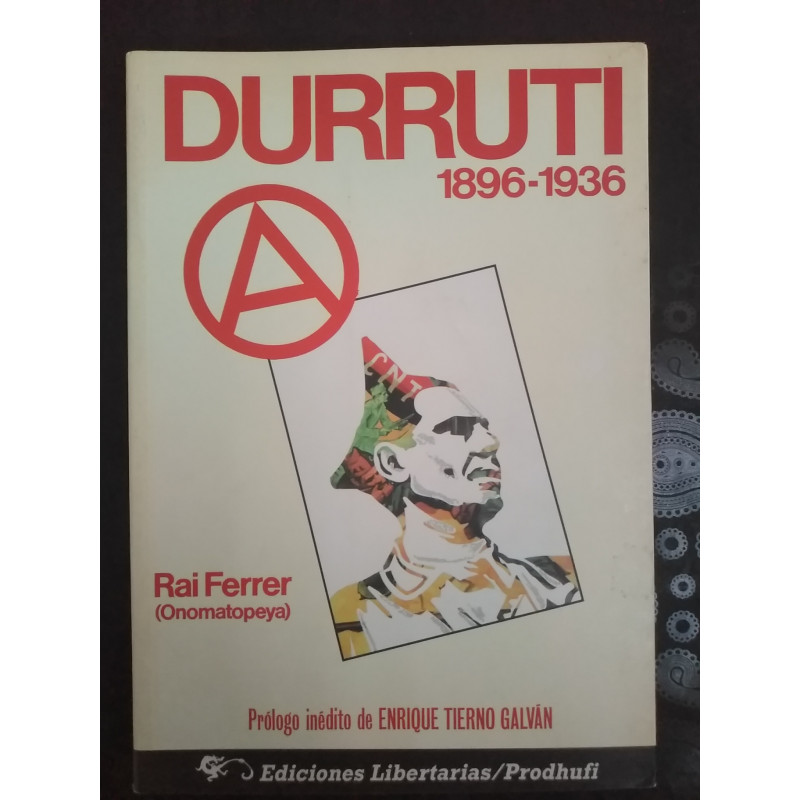 DURRUTI
1896-1936
A
CNT
Rai Ferrer
(Onomatopeya)
Prólogo inédito de ENRIQUE TIERNO GALVÁN
Ediciones Libertarias/Prodhufi